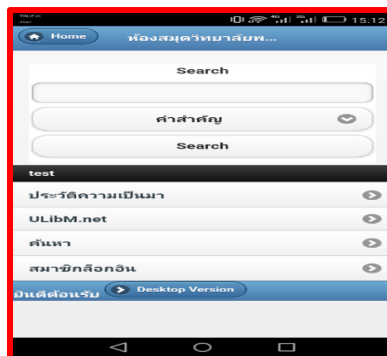 15:12
Home
ห้องสมุดวิทยาลัยพ...
Search
คำสำคัญ
Search
test
ประวัติความเป็นมา
ULibM.net
ค้นหา
สมาชิกล็อกอิน
ยินดีต้อนรับ
Desktop Version